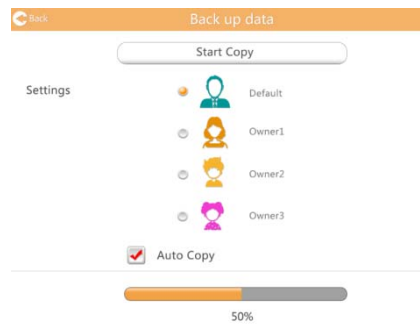 Back Back up data
Start Copy
Settings
Default
Owner1
Owner2
Owner3
Auto Copy
50%